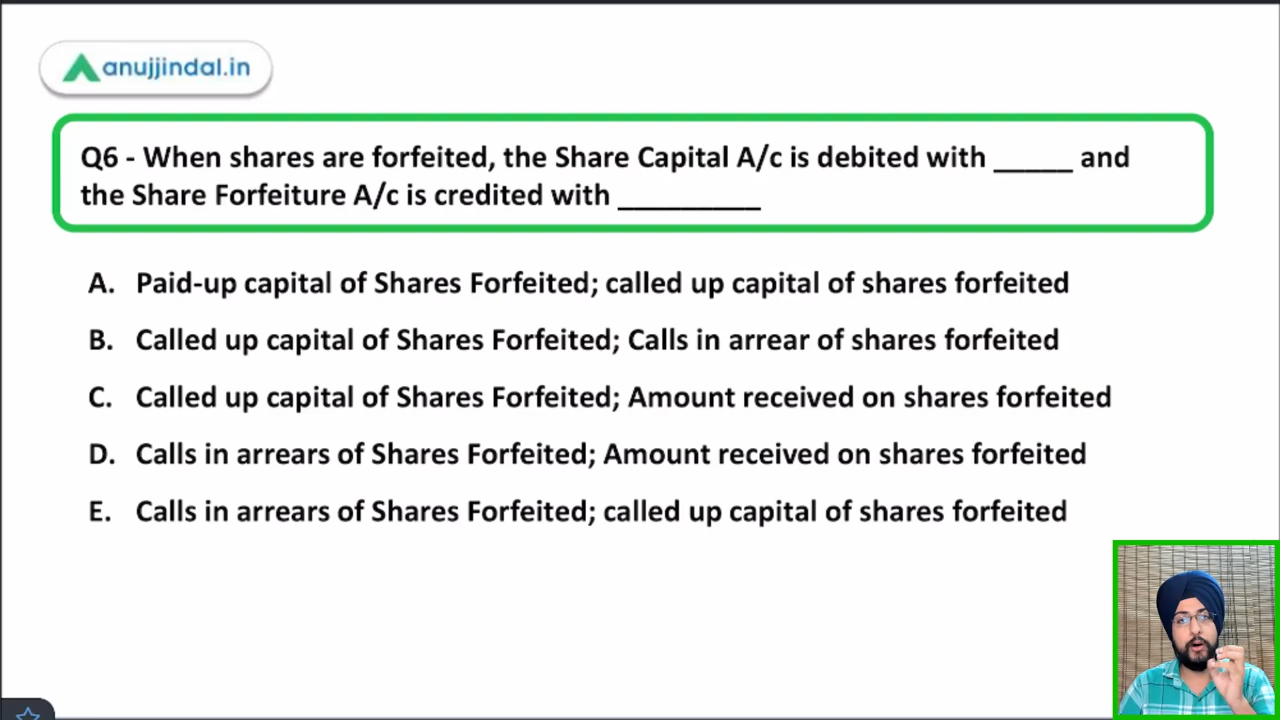 anujjindal.in
Q6 - When shares are forfeited, the Share Capital A/c is debited with _____ and
the Share Forfeiture A/c is credited with _________
A. Paid-up capital of Shares Forfeited; called up capital of shares forfeited
B. Called up capital of Shares Forfeited; Calls in arrear of shares forfeited
C. Called up capital of Shares Forfeited; Amount received on shares forfeited
D. Calls in arrears of Shares Forfeited; Amount received on shares forfeited
E. Calls in arrears of Shares Forfeited; called up capital of shares forfeited